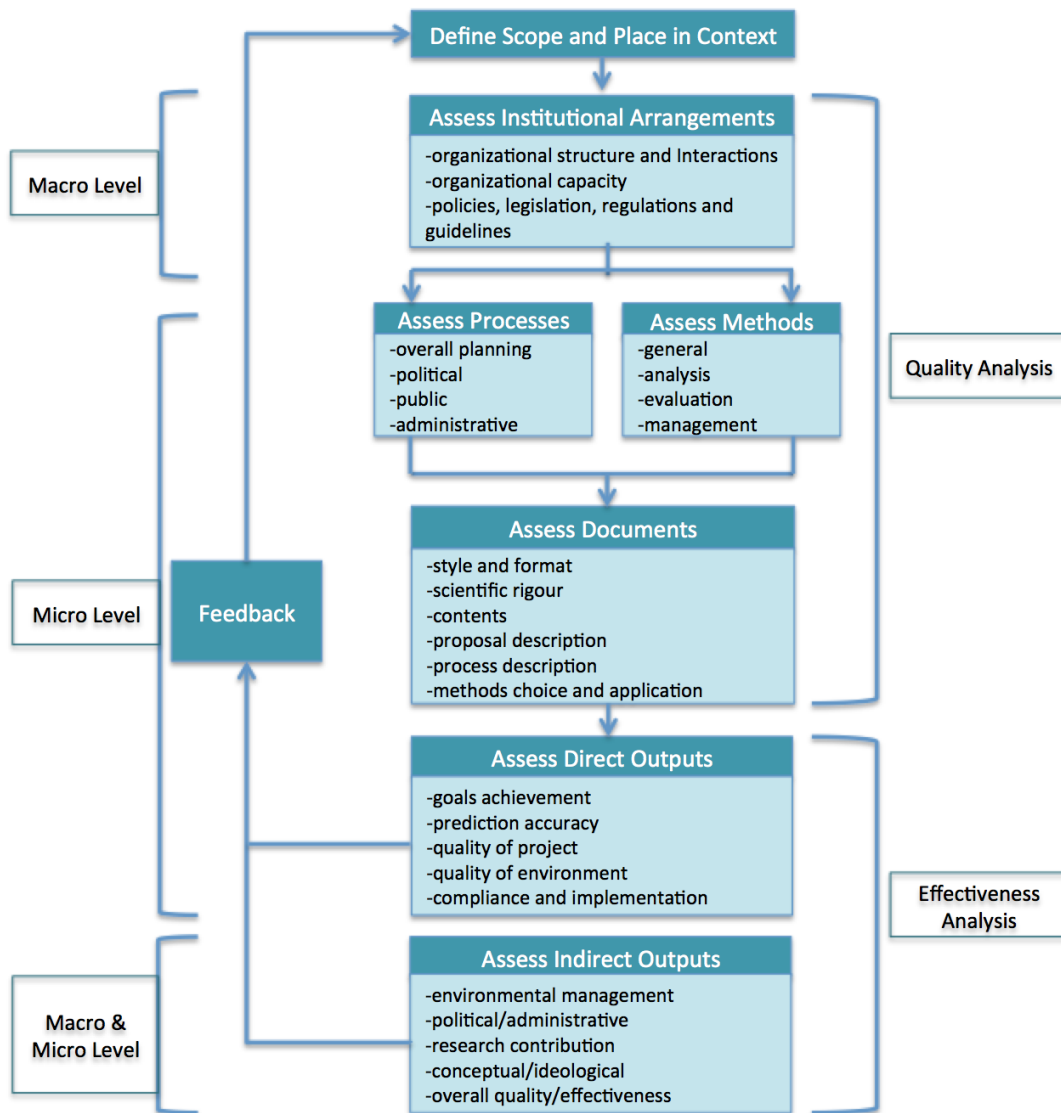 Define Scope and Place in Context
Assess Institutional Arrangements
-organizational structure and Interactions
-organizational capacity
-policies, legislation, regulations and
guidelines
Macro Level
Assess Processes
-overall planning
-political
-public
-administrative
Assess Methods
-general
-analysis
-evaluation
-management
Quality Analysis
Assess Documents
-style and format
-scientific rigour
-contents
-proposal description
-process description
-methods choice and application
Micro Level
Feedback
Assess Direct Outputs
-goals achievement
-prediction accuracy
-quality of project
-quality of environment
-compliance and implementation
Effectiveness
Analysis
Assess Indirect Outputs
-environmental management
-political/administrative
-research contribution
-conceptual/ideological
-overall quality/effectiveness
Macro &
Micro Level